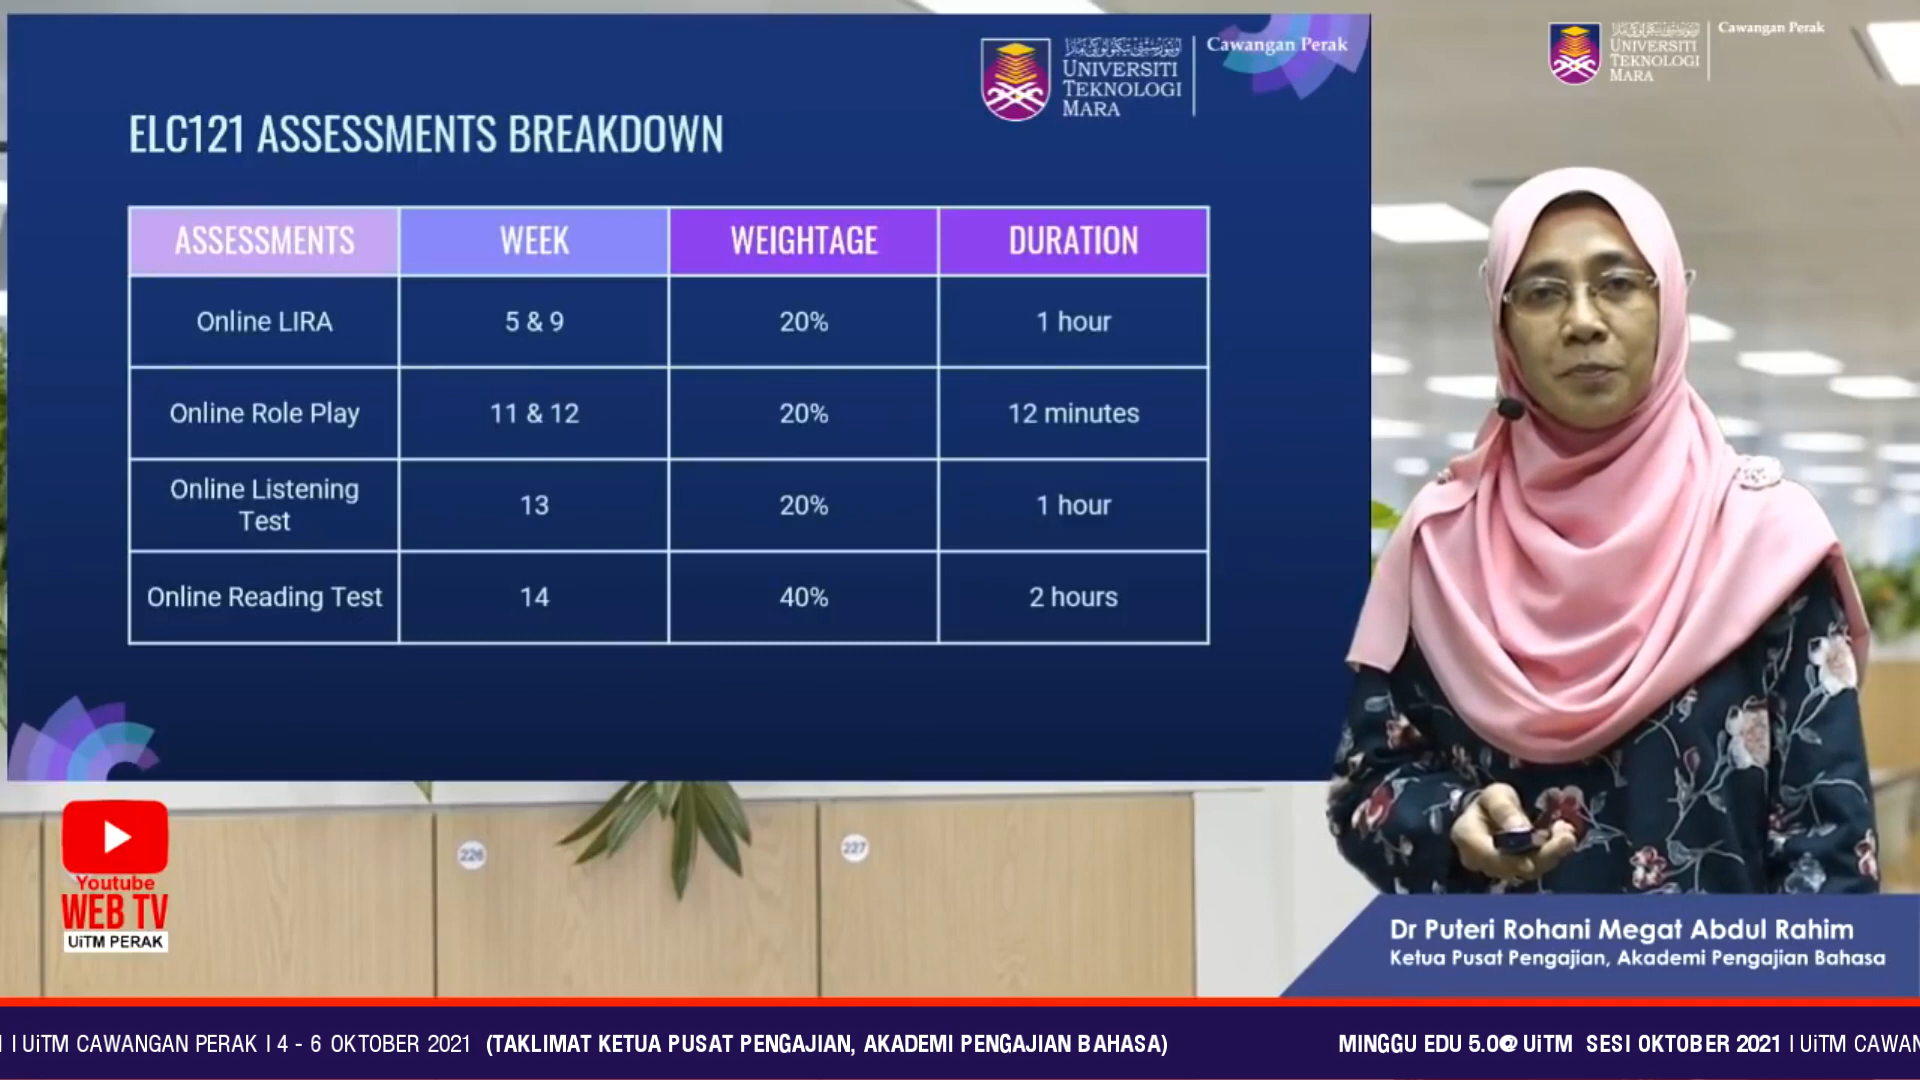 UNIVERSITI
TEKNOLOGI
MARA
Cawangan Perak
UNIVERSITI
TEKNOLOGI
MARA
Cawangan Perak
ELC121 ASSESSMENTS BREAKDOWN
ASSESSMENTS WEEK WEIGHTAGE DURATION
Online LIRA 5 & 9 20% 1 hour
Online Role Play 11 & 12 20% 12 minutes
Online Listening
Test 13 20% 1 hour
Online Reading Test 14 40% 2 hours
226
227
Youtube
WEB TV
UiTM PERAK
Dr Puteri Rohani Megat Abdul Rahim
Ketua Pusat Pengajian, Akademi Pengajian Bahasa
I UiTM CAWANGAN PERAK I 4 - 6 OKTOBER 2021 (TAKLIMAT KETUA PUSAT PENGAJIAN, AKADEMI PENGAJIAN BAHASA) MINGGU EDU 5.0@ UiTM SESI OKTOBER 2021 I UiTM CAWAN